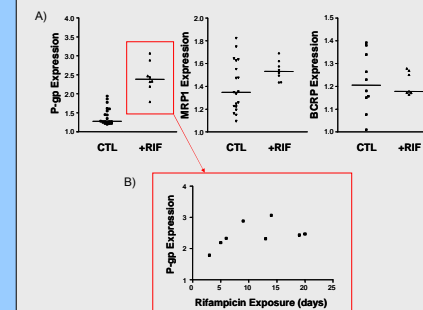 A)
P-gp Expression
4.0
3.5
3.0
2.5
2.0
1.5
1.0
CTL +RIF
MRP1 Expression
2.0
1.8
1.6
1.4
1.2
1.0
CTL +RIF
BCRP Expression
1.5
1.4
1.3
1.2
1.1
1.0
CTL +RIF
B)
P-gp Expression
4
3
2
1
0 5 10 15 20 25
Rifampicin Exposure (days)